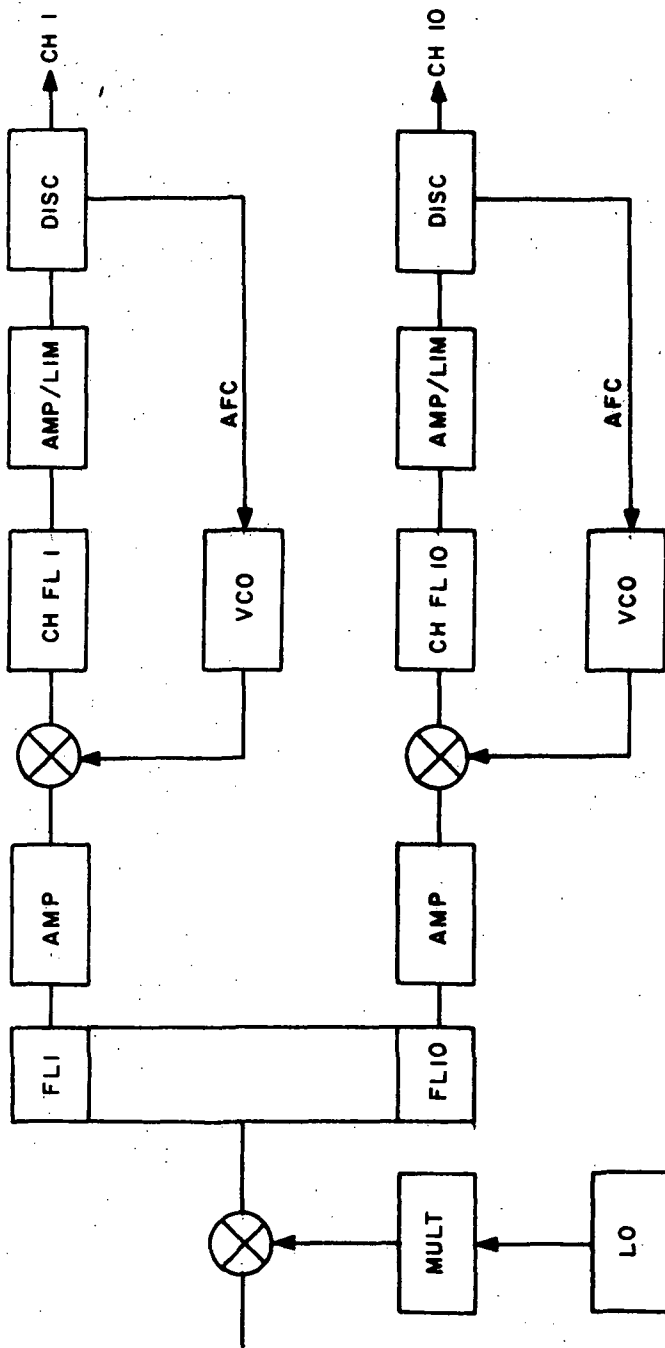 FL1
AMP
CH FL 1
AMP/LIM
DISC
CH 1
VCO
AFC
FL10
AMP
CH FL 10
AMP/LIM
DISC
CH 10
VCO
AFC
MULT
LO